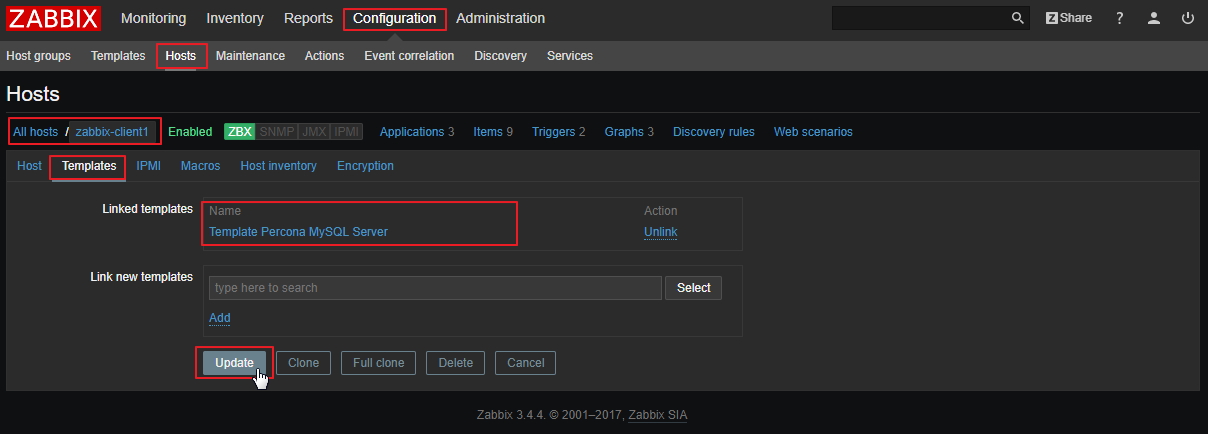 ZABBIX Monitoring Inventory Reports Configuration Administration Z Share ?
Host groups Templates Hosts Maintenance Actions Event correlation Discovery Services
Hosts
All hosts / zabbix-client1 Enabled ZBX SNMP JMX IPMI Applications 3 Items 9 Triggers 2 Graphs 3 Discovery rules Web scenarios
Host Templates IPMI Macros Host inventory Encryption
Linked templates Name Action
Template Percona MySQL Server Unlink
Link new templates
type here to search Select
Add
Update Clone Full clone Delete Cancel
Zabbix 3.4.4. © 2001–2017, Zabbix SIA